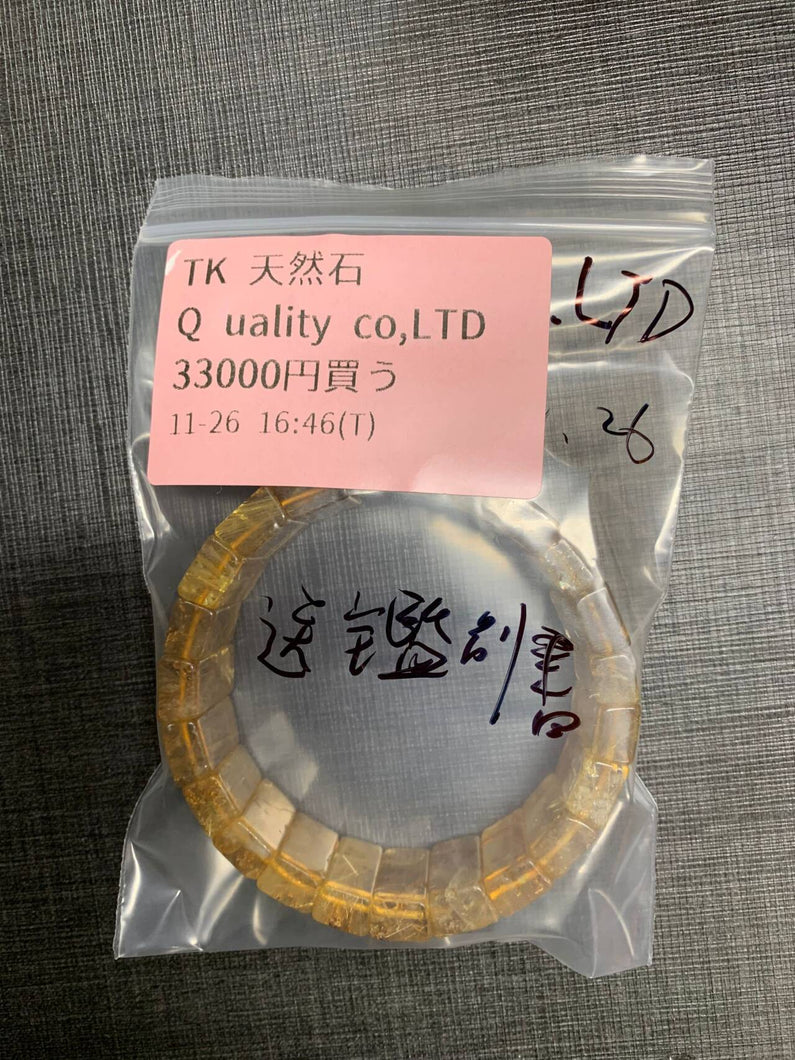 TK 天然石
Q uality co,LTD
33000円買う
11-26 16:46(T)
.LTD
. 26
送鑑別書